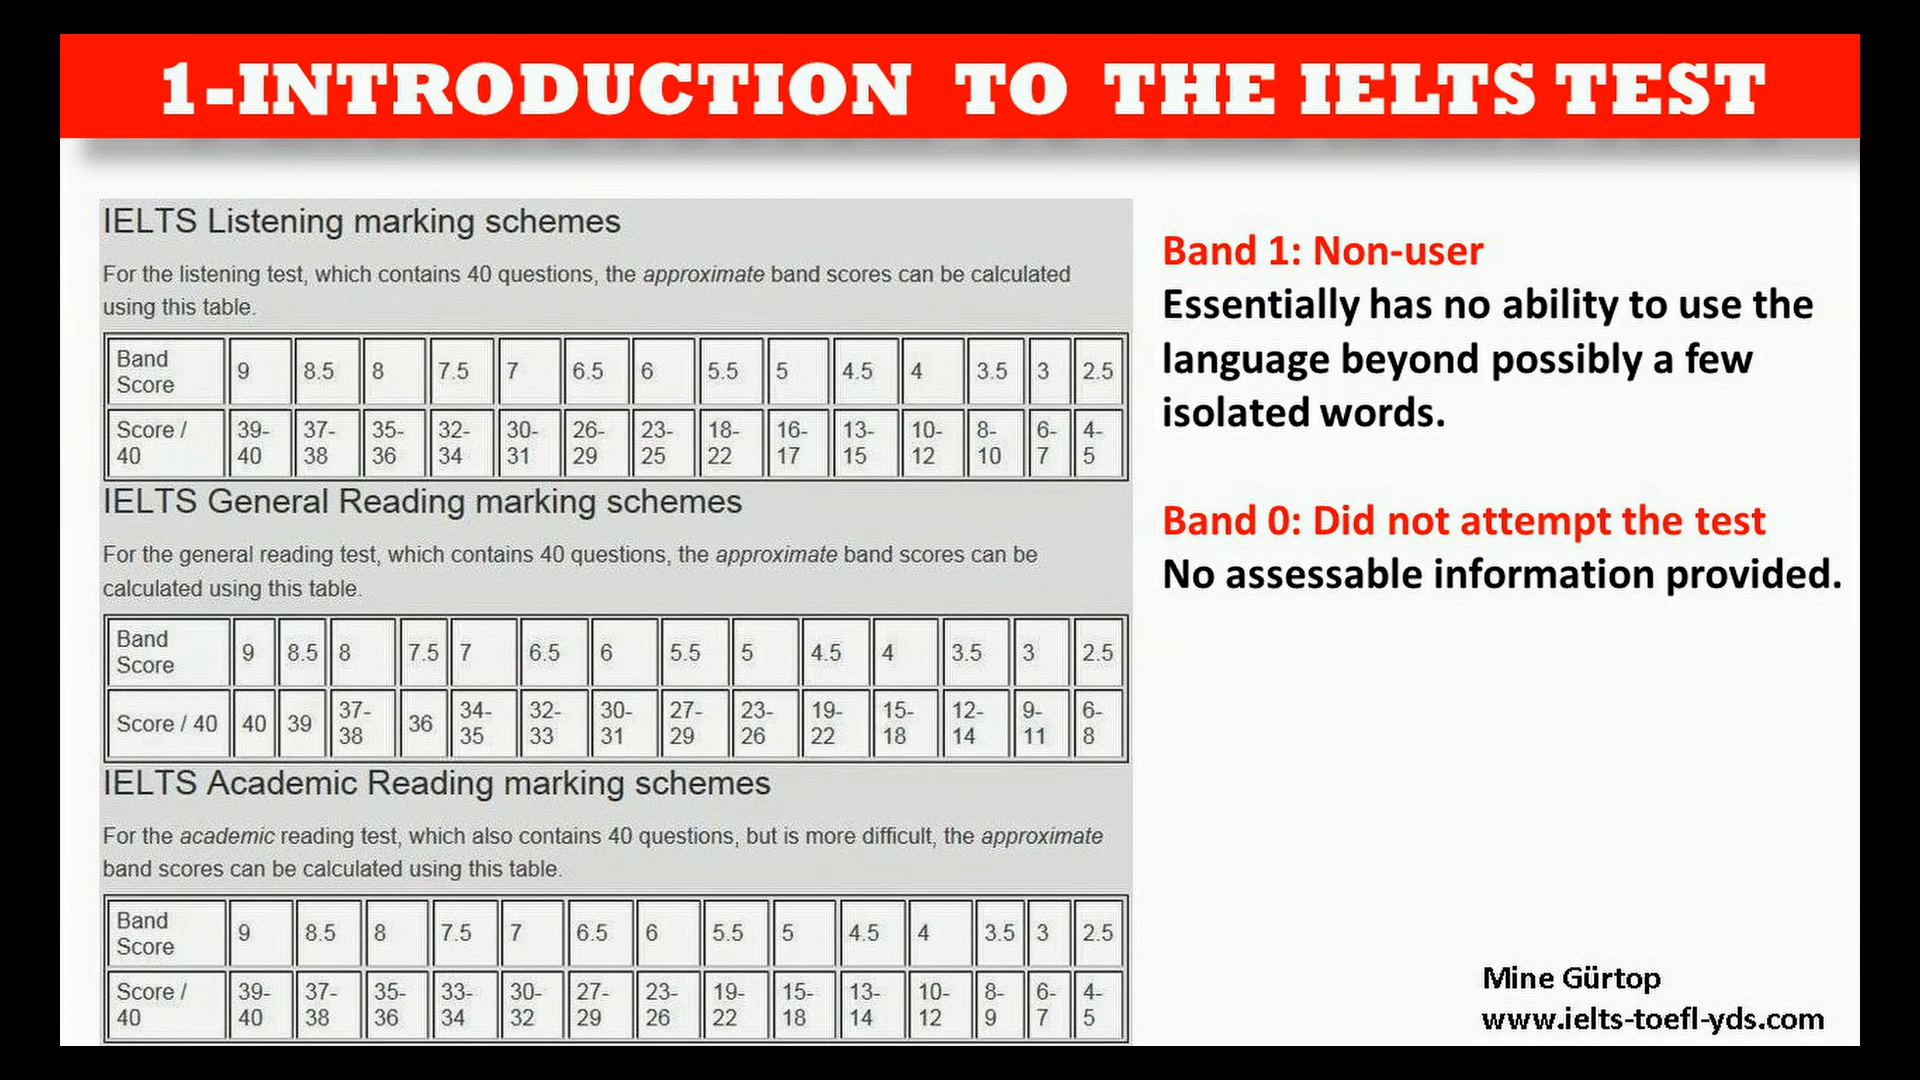 1-INTRODUCTION TO THE IELTS TEST
IELTS Listening marking schemes
For the listening test, which contains 40 questions, the approximate band scores can be calculated
using this table.
Band Score 9 8.5 8 7.5 7 6.5 6 5.5 5 4.5 4 3.5 3 2.5
Score / 40 39-40 37-38 35-36 32-34 30-31 26-29 23-25 18-22 16-17 13-15 10-12 8-10 6-7 4-5
IELTS General Reading marking schemes
For the general reading test, which contains 40 questions, the approximate band scores can be
calculated using this table.
Band Score 9 8.5 8 7.5 7 6.5 6 5.5 5 4.5 4 3.5 3 2.5
Score / 40 40 39 37-38 36 34-35 32-33 30-31 27-29 23-26 19-22 15-18 12-14 9-11 6-8
IELTS Academic Reading marking schemes
For the academic reading test, which also contains 40 questions, but is more difficult, the approximate
band scores can be calculated using this table.
Band Score 9 8.5 8 7.5 7 6.5 6 5.5 5 4.5 4 3.5 3 2.5
Score / 40 39-40 37-38 35-36 33-34 30-32 27-29 23-26 19-22 15-18 13-14 10-12 8-9 6-7 4-5
Band 1: Non-user
Essentially has no ability to use the
language beyond possibly a few
isolated words.
Band 0: Did not attempt the test
No assessable information provided.
Mine Gürtop
www.ielts-toefl-yds.com